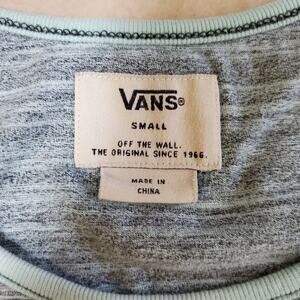 VANS®
SMALL
OFF THE WALL.
THE ORIGINAL SINCE 1966.
MADE IN
CHINA